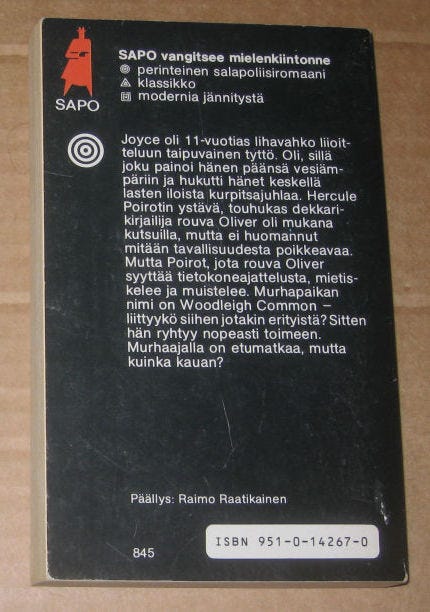 SAPO vangitsee mielenkiintonne
perinteinen salapoliisiromaani
klassikko
modernia jännitystä
SAPO
Joyce oli 11-vuotias lihavahko liioit-
teluun taipuvainen tyttö. Oli, sillä
joku painoi hänen päänsä vesiäm-
päriin ja hukutti hänet keskellä
lasten iloista kurpitsajuhlaa. Hercule
Poirotin ystävä, touhukas dekkari-
kirjailija rouva Oliver oli mukana
kutsuilla, mutta ei huomannut
mitään tavallisuudesta poikkeavaa.
Mutta Poirot, jota rouva Oliver
syyttää tietokoneajattelusta, mietis-
kelee ja muistelee. Murhapaikan
nimi on Woodleigh Common –
liittyykö siihen jotakin erityistä? Sitten
hän ryhtyy nopeasti toimeen.
Murhaajalla on etumatkaa, mutta
kuinka kauan?
Päällys: Raimo Raatikainen
ISBN 951-0-14267-0
845